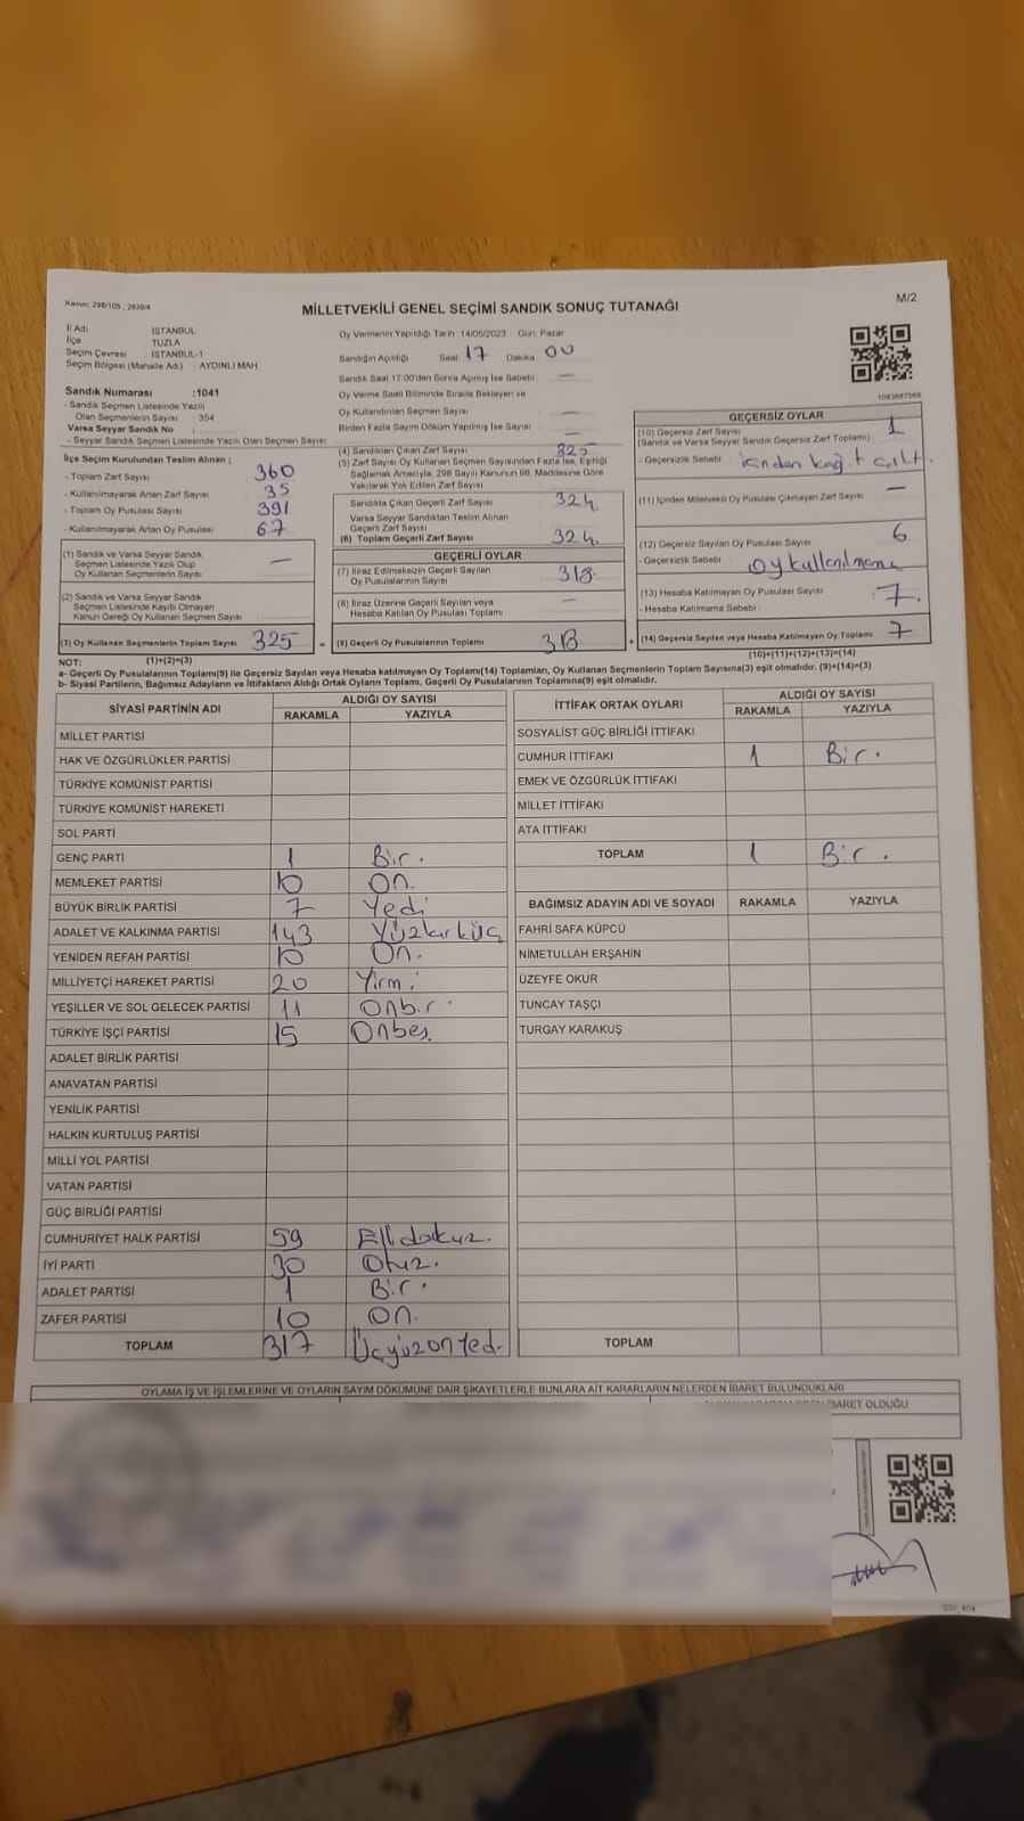 Kanun: 298/105 ; 2839/4
MİLLETVEKİLİ GENEL SEÇİMİ SANDIK SONUÇ TUTANAĞI
M/2
İl Adı İSTANBUL
İlçe TUZLA
Seçim Çevresi İSTANBUL-1
Seçim Bölgesi (Mahalle Ad.) : AYDINLI MAH
Sandık Numarası :1041
- Sandık Seçmen Listesinde Yazılı
Olan Seçmenlerin Sayısı : 354
Varsa Seyyar Sandık No
- Seyyar Sandık Seçmen Listesinde Yazılı Olan Seçmen Sayısı:
İlçe Seçim Kurulundan Teslim Alınan ;
- Toplam Zarf Sayısı 360
- Kullanılmayarak Artan Zarf Sayısı 35
- Toplam Oy Pusulası Sayısı 391
- Kullanılmayarak Artan Oy Pusulası 67
(1) Sandık ve Varsa Seyyar Sandık
Seçmen Listesinde Yazılı Olup
Oy Kullanan Seçmenlerin Sayısı —
(2) Sandık ve Varsa Seyyar Sandık
Seçmen Listesinde Kayıtlı Olmayan
Kanun Gereği Oy Kullanan Seçmen Sayısı
(3) Oy Kullanan Seçmenlerin Toplam Sayısı 325 =
Oy Vermenin Yapıldığı Tarih :14/05/2023 Gün: Pazar
Sandığın Açıldığı Saat 17 Dakika 00
Sandık Saat 17:00'den Sonra Açılmış İse Sebebi : —
Oy Verme Saati Bitiminde Sırada Bekleyen ve
Oy Kullandırılan Seçmen Sayısı —
Birden Fazla Sayım Döküm Yapılmış İse Sayısı —
(4) Sandıktan Çıkan Zarf Sayısı 325
(5) Zarf Sayısı Oy Kullanan Seçmen Sayısından Fazla İse, Eşitliği
Sağlamak Amacıyla, 298 Sayılı Kanunun 98. Maddesine Göre
Yakılarak Yok Edilen Zarf Sayısı
Sandıkta Çıkan Geçerli Zarf Sayısı 324
Varsa Seyyar Sandıktan Teslim Alınan
Geçerli Zarf Sayısı
(6) Toplam Geçerli Zarf Sayısı 324
GEÇERLİ OYLAR
(7) İtiraz Edilmeksizin Geçerli Sayılan
Oy Pusulalarının Sayısı 318
(8) İtiraz Üzerine Geçerli Sayılan veya
Hesaba Katılan Oy Pusulası Toplamı —
(9) Geçerli Oy Pusulalarının Toplamı 318 +
GEÇERSİZ OYLAR
(10) Geçersiz Zarf Sayısı
(Sandık ve Varsa Seyyar Sandık Geçersiz Zarf Toplamı) 1
- Geçersizlik Sebebi
(11) İçinden Milletvekili Oy Pusulası Çıkmayan Zarf Sayısı —
(12) Geçersiz Sayılan Oy Pusulası Sayısı 6
- Geçersizlik Sebebi
(13) Hesaba Katılmayan Oy Pusulası Sayısı 7.
- Hesaba Katılmama Sebebi
(14) Geçersiz Sayılan veya Hesaba Katılmayan Oy Toplamı 7
(10)+(11)+(12)+(13)=(14)
NOT: (1)+(2)=(3)
a- Geçerli Oy Pusulalarının Toplamı(9) ile Geçersiz Sayılan veya Hesaba katılmayan Oy Toplamı(14) Toplamları, Oy Kullanan Seçmenlerin Toplam Sayısına(3) eşit olmalıdır. (9)+(14)=(3)
b- Siyasi Partilerin, Bağımsız Adayların ve İttifakların Aldığı Ortak Oyların Toplamı, Geçerli Oy Pusulalarının Toplamına(9) eşit olmalıdır.
SİYASİ PARTİNİN ADI ALDIĞI OY SAYISI
RAKAMLA YAZIYLA
MİLLET PARTİSİ
HAK VE ÖZGÜRLÜKLER PARTİSİ
TÜRKİYE KOMÜNİST PARTİSİ
TÜRKİYE KOMÜNİST HAREKETİ
SOL PARTİ
GENÇ PARTİ 1 Bir.
MEMLEKET PARTİSİ 10 On.
BÜYÜK BİRLİK PARTİSİ 7 Yedi
ADALET VE KALKINMA PARTİSİ 143 Yüzkırküç
YENİDEN REFAH PARTİSİ 10 On.
MİLLİYETÇİ HAREKET PARTİSİ 20 Yirmi
YEŞİLLER VE SOL GELECEK PARTİSİ 11 Onbir
TÜRKİYE İŞÇİ PARTİSİ 15 Onbeş
ADALET BİRLİK PARTİSİ
ANAVATAN PARTİSİ
YENİLİK PARTİSİ
HALKIN KURTULUŞ PARTİSİ
MİLLİ YOL PARTİSİ
VATAN PARTİSİ
GÜÇ BİRLİĞİ PARTİSİ
CUMHURİYET HALK PARTİSİ 59 Ellidokuz.
İYİ PARTİ 30 Otuz.
ADALET PARTİSİ 1 Bir.
ZAFER PARTİSİ 10 On.
TOPLAM 317 Üçyüzonyedi
İTTİFAK ORTAK OYLARI ALDIĞI OY SAYISI
RAKAMLA YAZIYLA
SOSYALİST GÜÇ BİRLİĞİ İTTİFAKI
CUMHUR İTTİFAKI 1 Bir.
EMEK VE ÖZGÜRLÜK İTTİFAKI
MİLLET İTTİFAKI
ATA İTTİFAKI
TOPLAM 1 Bir.
BAĞIMSIZ ADAYIN ADI VE SOYADI RAKAMLA YAZIYLA
FAHRİ SAFA KÜPCÜ
NİMETULLAH ERŞAHİN
ÜZEYFE OKUR
TUNCAY TAŞÇI
TURGAY KARAKUŞ
TOPLAM
OYLAMA İŞ VE İŞLEMLERİNE VE OYLARIN SAYIM DÖKÜMÜNE DAİR ŞİKAYETLERLE BUNLARA AİT KARARLARIN NELERDEN İBARET BULUNDUKLARI
İBARET OLDUĞU